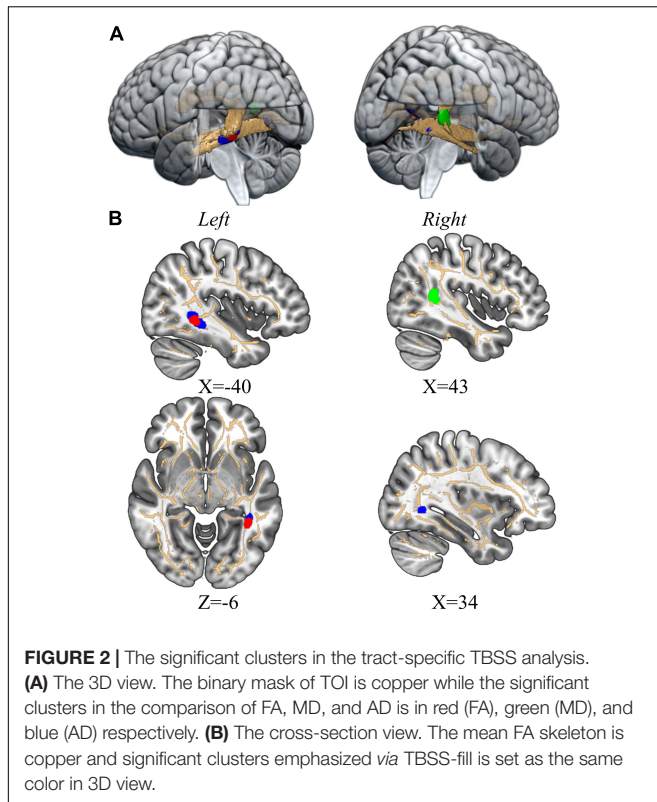 A
B
Left Right
X=-40 X=43
Z=-6 X=34
FIGURE 2 | The significant clusters in the tract-specific TBSS analysis.
(A) The 3D view. The binary mask of TOI is copper while the significant
clusters in the comparison of FA, MD, and AD is in red (FA), green (MD), and
blue (AD) respectively. (B) The cross-section view. The mean FA skeleton is
copper and significant clusters emphasized via TBSS-fill is set as the same
color in 3D view.